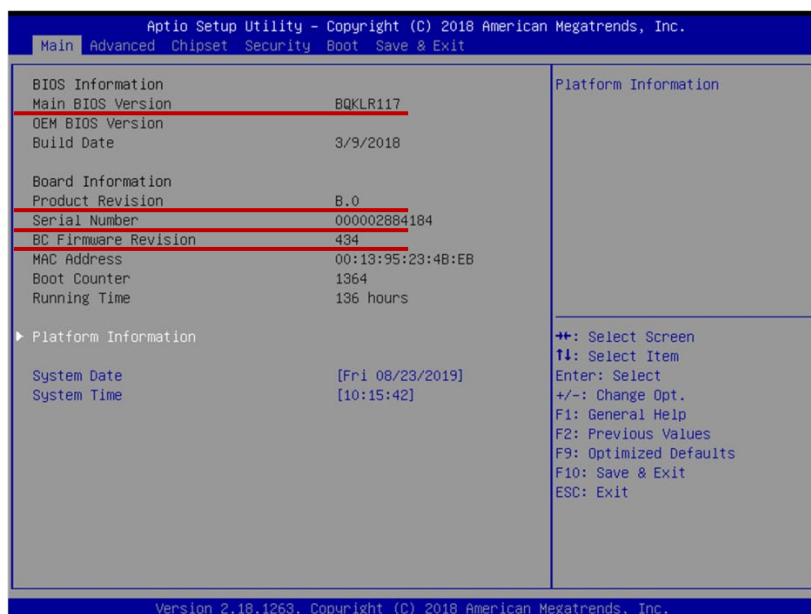 Aptio Setup Utility – Copyright (C) 2018 American Megatrends, Inc.
Main Advanced Chipset Security Boot Save & Exit
BIOS Information
Main BIOS Version BQKLR117
OEM BIOS Version
Build Date 3/9/2018
Board Information
Product Revision B.0
Serial Number 000002884184
BC Firmware Revision 434
MAC Address 00:13:95:23:4B:EB
Boot Counter 1364
Running Time 136 hours
Platform Information
System Date [Fri 08/23/2019]
System Time [10:15:42]
Platform Information
→←: Select Screen
↑↓: Select Item
Enter: Select
+/-: Change Opt.
F1: General Help
F2: Previous Values
F9: Optimized Defaults
F10: Save & Exit
ESC: Exit
Version 2.18.1263. Copyright (C) 2018 American Megatrends, Inc.